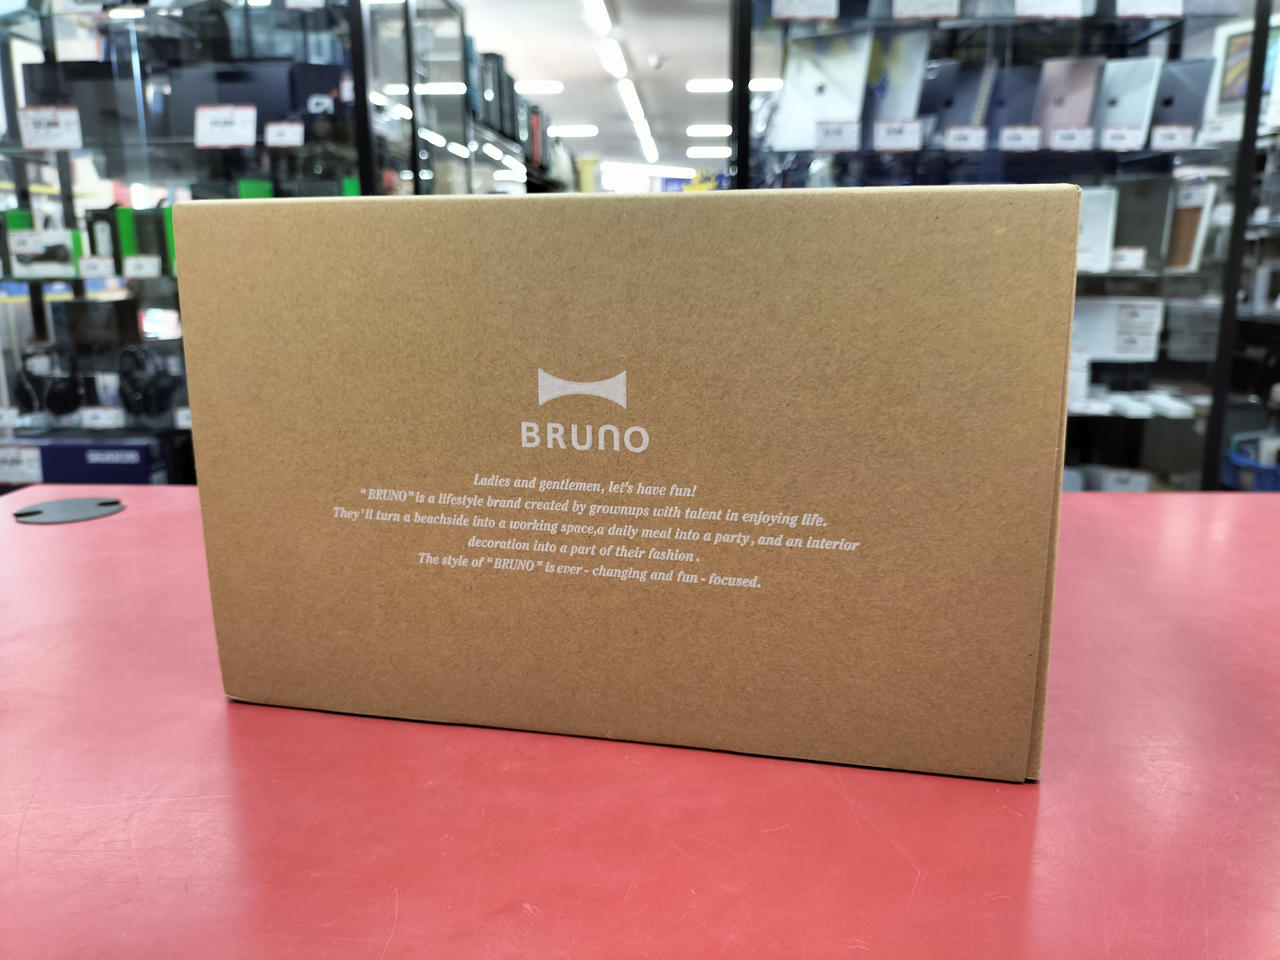 BRUNO
Ladies and gentlemen, let's have fun!
"BRUNO" is a lifestyle brand created by grownups with talent in enjoying life.
They'll turn a beachside into a working space,a daily meal into a party, and an interior
decoration into a part of their fashion.
The style of "BRUNO" is ever - changing and fun - focused.